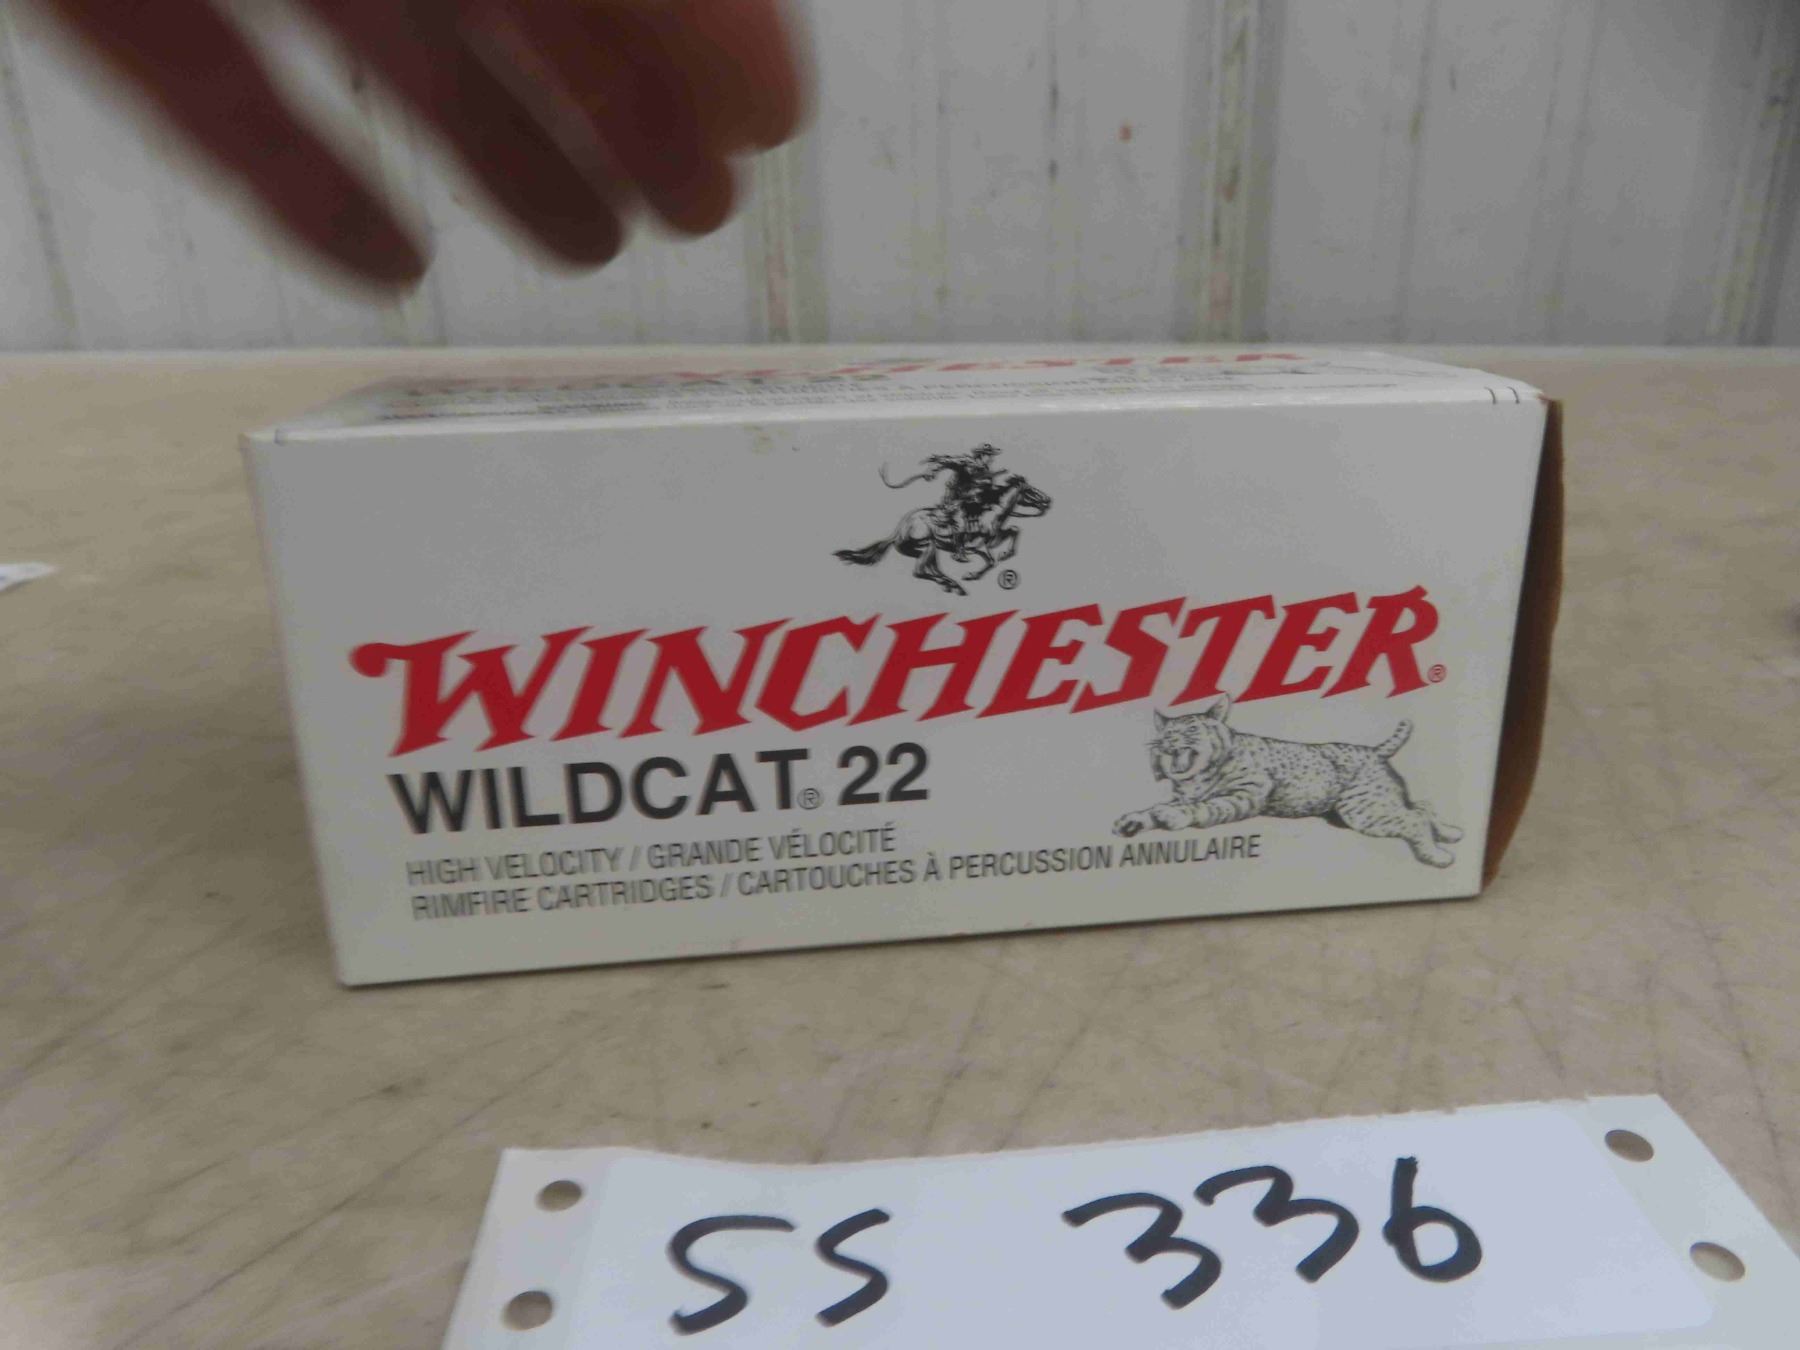 WINCHESTER®
WILDCAT® 22
HIGH VELOCITY / GRANDE VÉLOCITÉ
RIMFIRE CARTRIDGES / CARTOUCHES À PERCUSSION ANNULAIRE
SS 336